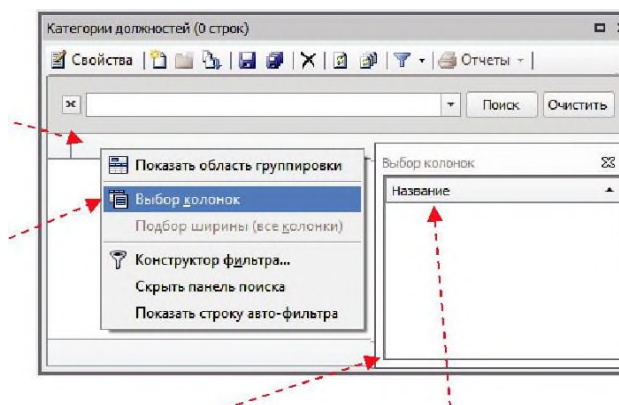 Категории должностей (0 строк)
Свойства Отчеты
Поиск Очистить
Показать область группировки
Выбор колонок
Подбор ширины (все колонки)
Конструктор фильтра...
Скрыть панель поиска
Показать строку авто-фильтра
Выбор колонок
Название